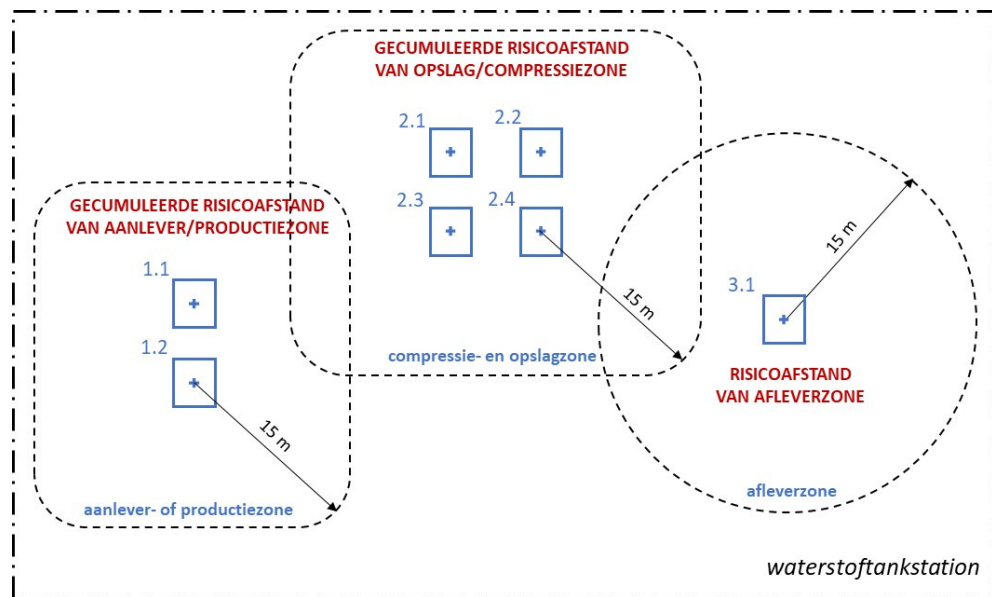 GECUMULEERDE RISICOAFSTAND
VAN OPSLAG/COMPRESSIEZONE
2.1
2.2
2.3
2.4
15 m
compressie- en opslagzone
GECUMULEERDE RISICOAFSTAND
VAN AANLEVER/PRODUCTIEZONE
1.1
1.2
15 m
aanlever- of productiezone
15 m
3.1
RISICOAFSTAND
VAN AFLEVERZONE
afleverzone
waterstoftankstation